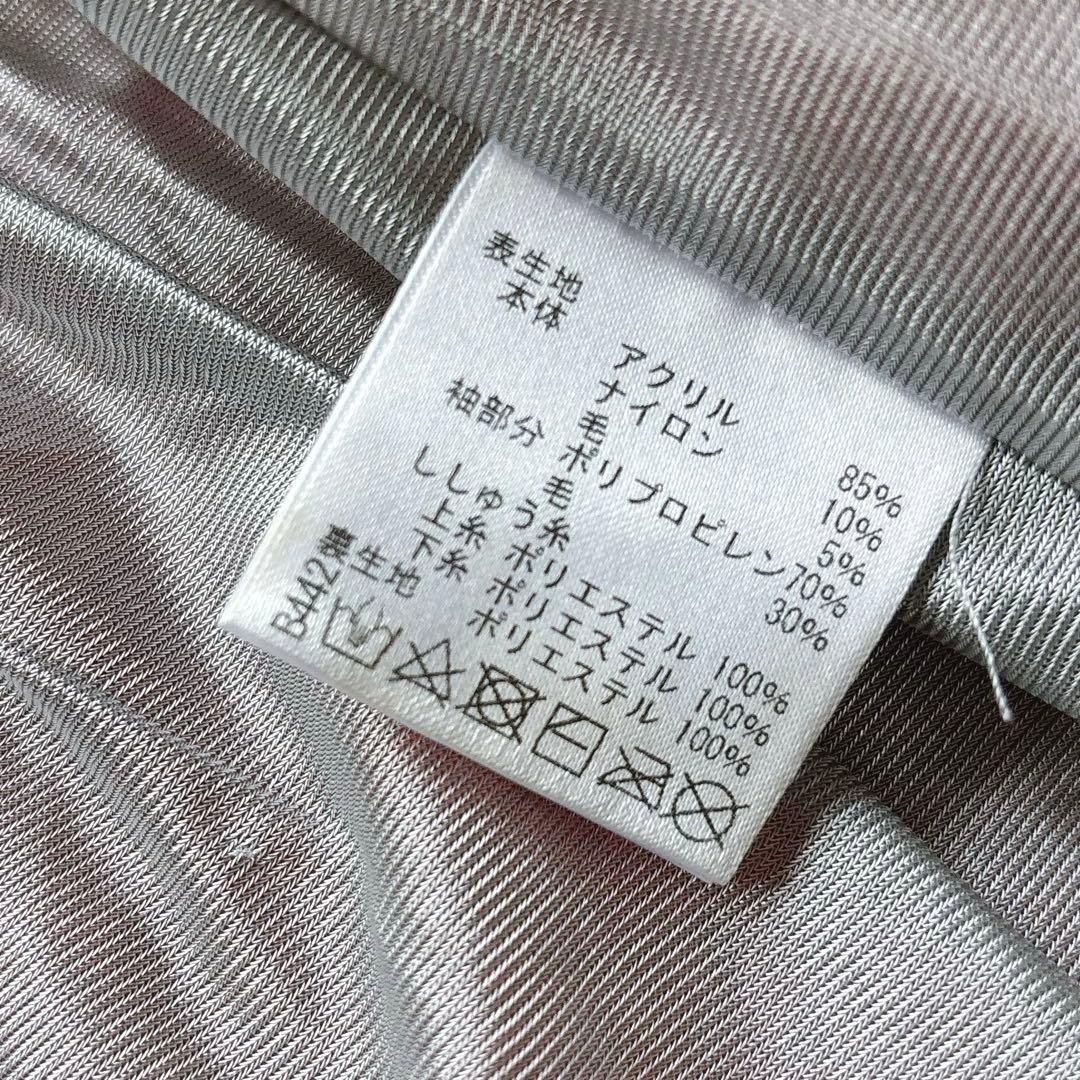 表生地
本体
アクリル 85%
ナイロン 10%
毛 5%
袖部分 ポリプロピレン 70%
毛 30%
ししゅう糸
上糸 ポリエステル 100%
下糸 ポリエステル 100%
裏生地 ポリエステル 100%
B442